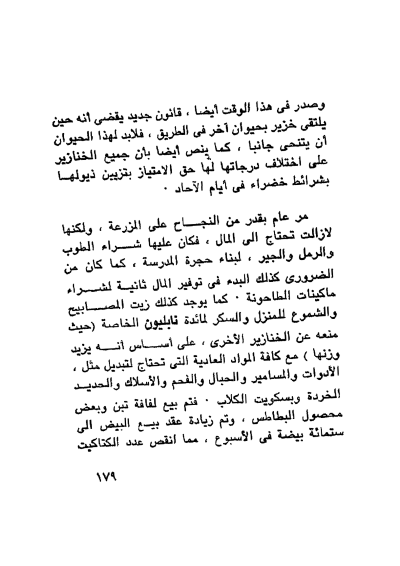 وصدر فى هذا الوقت أيضا ، قانون جديد يقضى أنه حين
يلتقى خزير بحيوان آخر فى الطريق ، فلابد لهذا الحيوان
أن يتنحى جانبا ، كما ينص أيضا بأن جميع الخنازير
على اختلاف درجاتها لها حق الامتياز بتزيين ذيولهـا
بشرائط خضراء فى أيام الآحاد ٠
مر عام بقدر من النجـــاح على المزرعة ، ولكنها
لازالت تحتاج الى المال ، فكان عليها شـــراء الطوب
والرمل والجير ، لبناء حجرة المدرسة ، كما كان من
الضرورى كذلك البدء فى توفير المال ثانيـة لشـــراء
ماكينات الطاحونة ٠ كما يوجد كذلك زيت المصـــابيح
والشموع للمنزل والسكر لمائدة نابليون الخاصة (حيث
منعه عن الخنازير الأخرى ، على أســـاس أنـــه يزيد
وزنها ) مع كافة المواد العادية التى تحتاج لتبديل مثل ،
الأدوات والمسامير والحبال والفحم والأسلاك والحديـد
الخردة وبسكويت الكلاب ٠ فتم بيع لفافة تبن وبعض
محصول البطاطس ، وتم زيادة عقد بيـــع البيض الى
ستمائة بيضة فى الأسبوع ، مما انقص عدد الكتاكيت
١٧٩